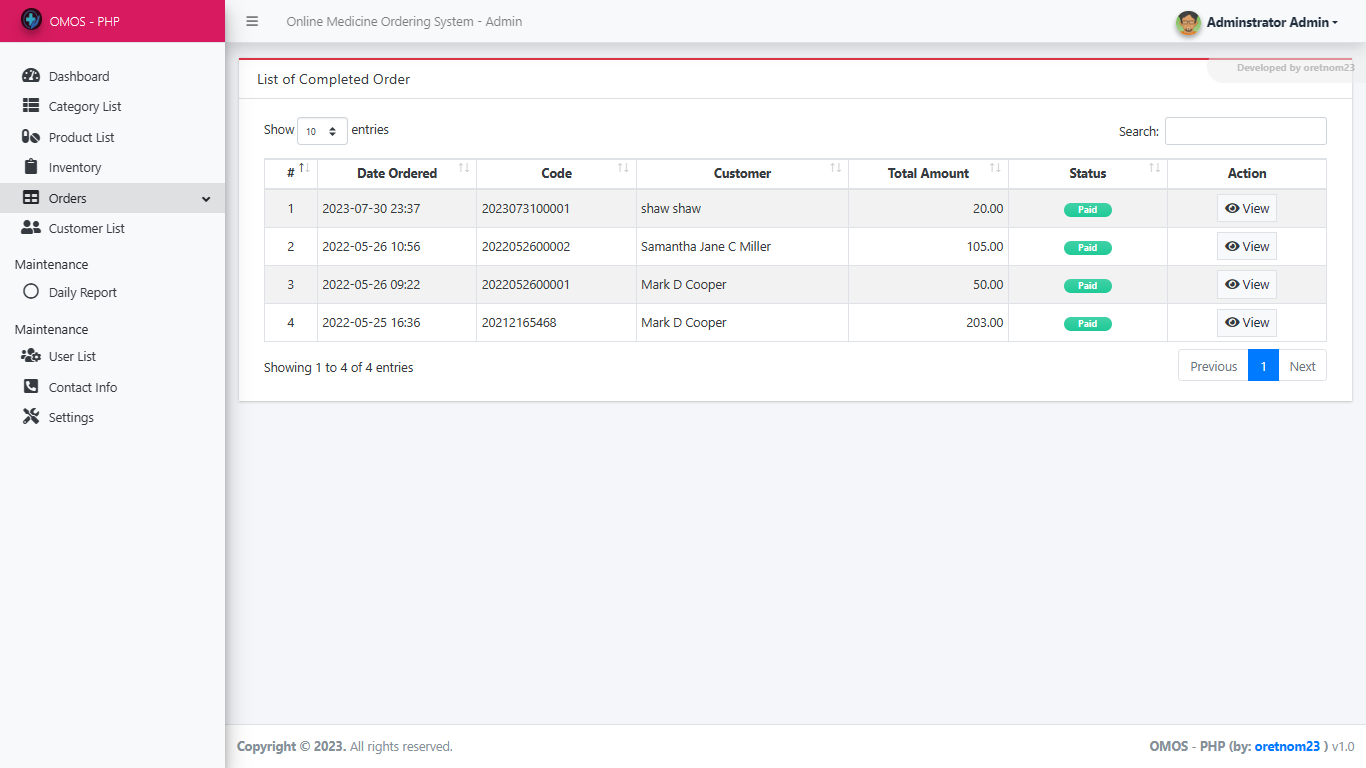 OMOS - PHP
Online Medicine Ordering System - Admin
Adminstrator Admin
Developed by oretnom23
Dashboard
Category List
Product List
Inventory
Orders
Customer List
Maintenance
Daily Report
Maintenance
User List
Contact Info
Settings
List of Completed Order
Show 10 entries
Search:
# Date Ordered Code Customer Total Amount Status Action
1 2023-07-30 23:37 2023073100001 shaw shaw 20.00 Paid View
2 2022-05-26 10:56 2022052600002 Samantha Jane C Miller 105.00 Paid View
3 2022-05-26 09:22 2022052600001 Mark D Cooper 50.00 Paid View
4 2022-05-25 16:36 20212165468 Mark D Cooper 203.00 Paid View
Showing 1 to 4 of 4 entries
Previous 1 Next
Copyright © 2023. All rights reserved.
OMOS - PHP (by: oretnom23 ) v1.0